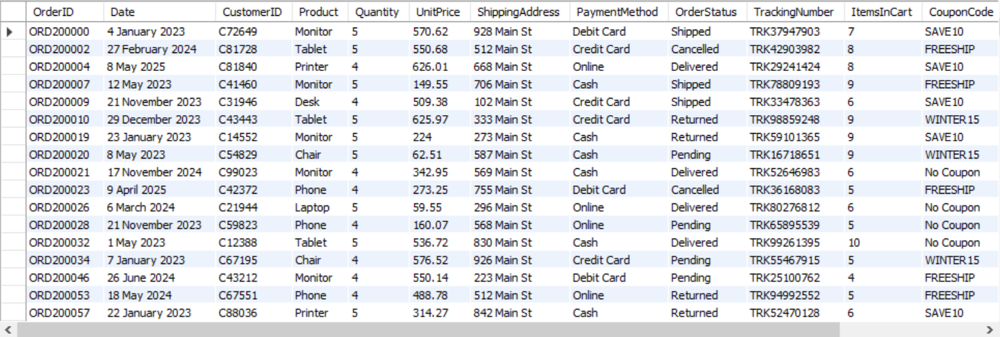 OrderID Date CustomerID Product Quantity UnitPrice ShippingAddress PaymentMethod OrderStatus TrackingNumber ItemsInCart CouponCode
ORD200000 4 January 2023 C72649 Monitor 5 570.62 928 Main St Debit Card Shipped TRK37947903 7 SAVE10
ORD200002 27 February 2024 C81728 Tablet 5 550.68 512 Main St Credit Card Cancelled TRK42903982 8 FREESHIP
ORD200004 8 May 2025 C81840 Printer 4 626.01 668 Main St Online Delivered TRK29241424 8 SAVE10
ORD200007 12 May 2023 C41460 Monitor 5 149.55 706 Main St Cash Shipped TRK78809193 9 FREESHIP
ORD200009 21 November 2023 C31946 Desk 4 509.38 102 Main St Credit Card Shipped TRK33478363 6 SAVE10
ORD200010 29 December 2023 C43443 Tablet 5 625.97 333 Main St Credit Card Returned TRK98859248 9 WINTER15
ORD200019 23 January 2023 C14552 Monitor 5 224 273 Main St Cash Returned TRK59101365 9 SAVE10
ORD200020 8 May 2023 C54829 Chair 5 62.51 587 Main St Cash Pending TRK16718651 9 WINTER15
ORD200021 17 November 2024 C99023 Monitor 4 342.95 569 Main St Cash Delivered TRK52646983 6 No Coupon
ORD200023 9 April 2025 C42372 Phone 4 273.25 755 Main St Debit Card Cancelled TRK36168083 5 FREESHIP
ORD200026 6 March 2024 C21944 Laptop 5 59.55 296 Main St Online Delivered TRK80276812 6 No Coupon
ORD200028 21 November 2023 C59823 Phone 4 160.07 568 Main St Online Pending TRK65895539 5 No Coupon
ORD200032 1 May 2023 C12388 Tablet 5 536.72 830 Main St Cash Delivered TRK99261395 10 No Coupon
ORD200034 7 January 2023 C67195 Chair 4 576.52 926 Main St Credit Card Pending TRK55467915 5 WINTER15
ORD200046 26 June 2024 C43212 Monitor 4 550.14 223 Main St Debit Card Pending TRK25100762 4 FREESHIP
ORD200053 18 May 2024 C67551 Phone 4 488.78 512 Main St Online Returned TRK94992552 5 FREESHIP
ORD200057 22 January 2023 C88036 Printer 5 314.27 842 Main St Cash Returned TRK52470128 6 SAVE10